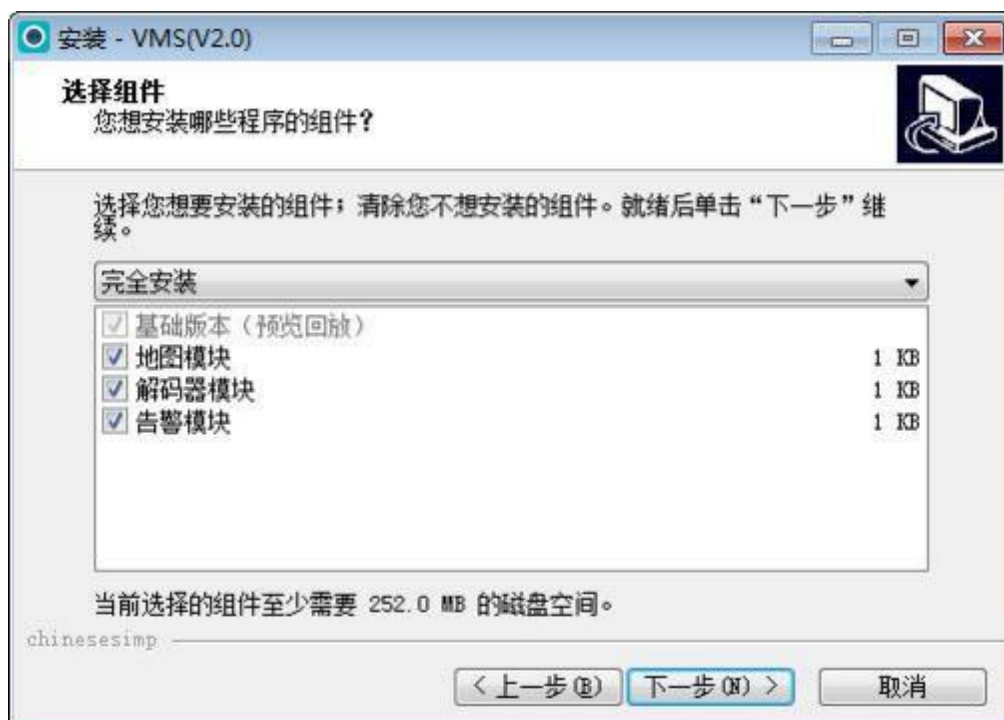 安装 - VMS(V2.0)
选择组件
您想安装哪些程序的组件?
选择您想要安装的组件；清除您不想安装的组件。就绪后单击“下一步”继
续。
完全安装
基础版本（预览回放）
地图模块 1 KB
解码器模块 1 KB
告警模块 1 KB
当前选择的组件至少需要 252.0 MB 的磁盘空间。
chinesesimp
< 上一步(B) 下一步(N) > 取消